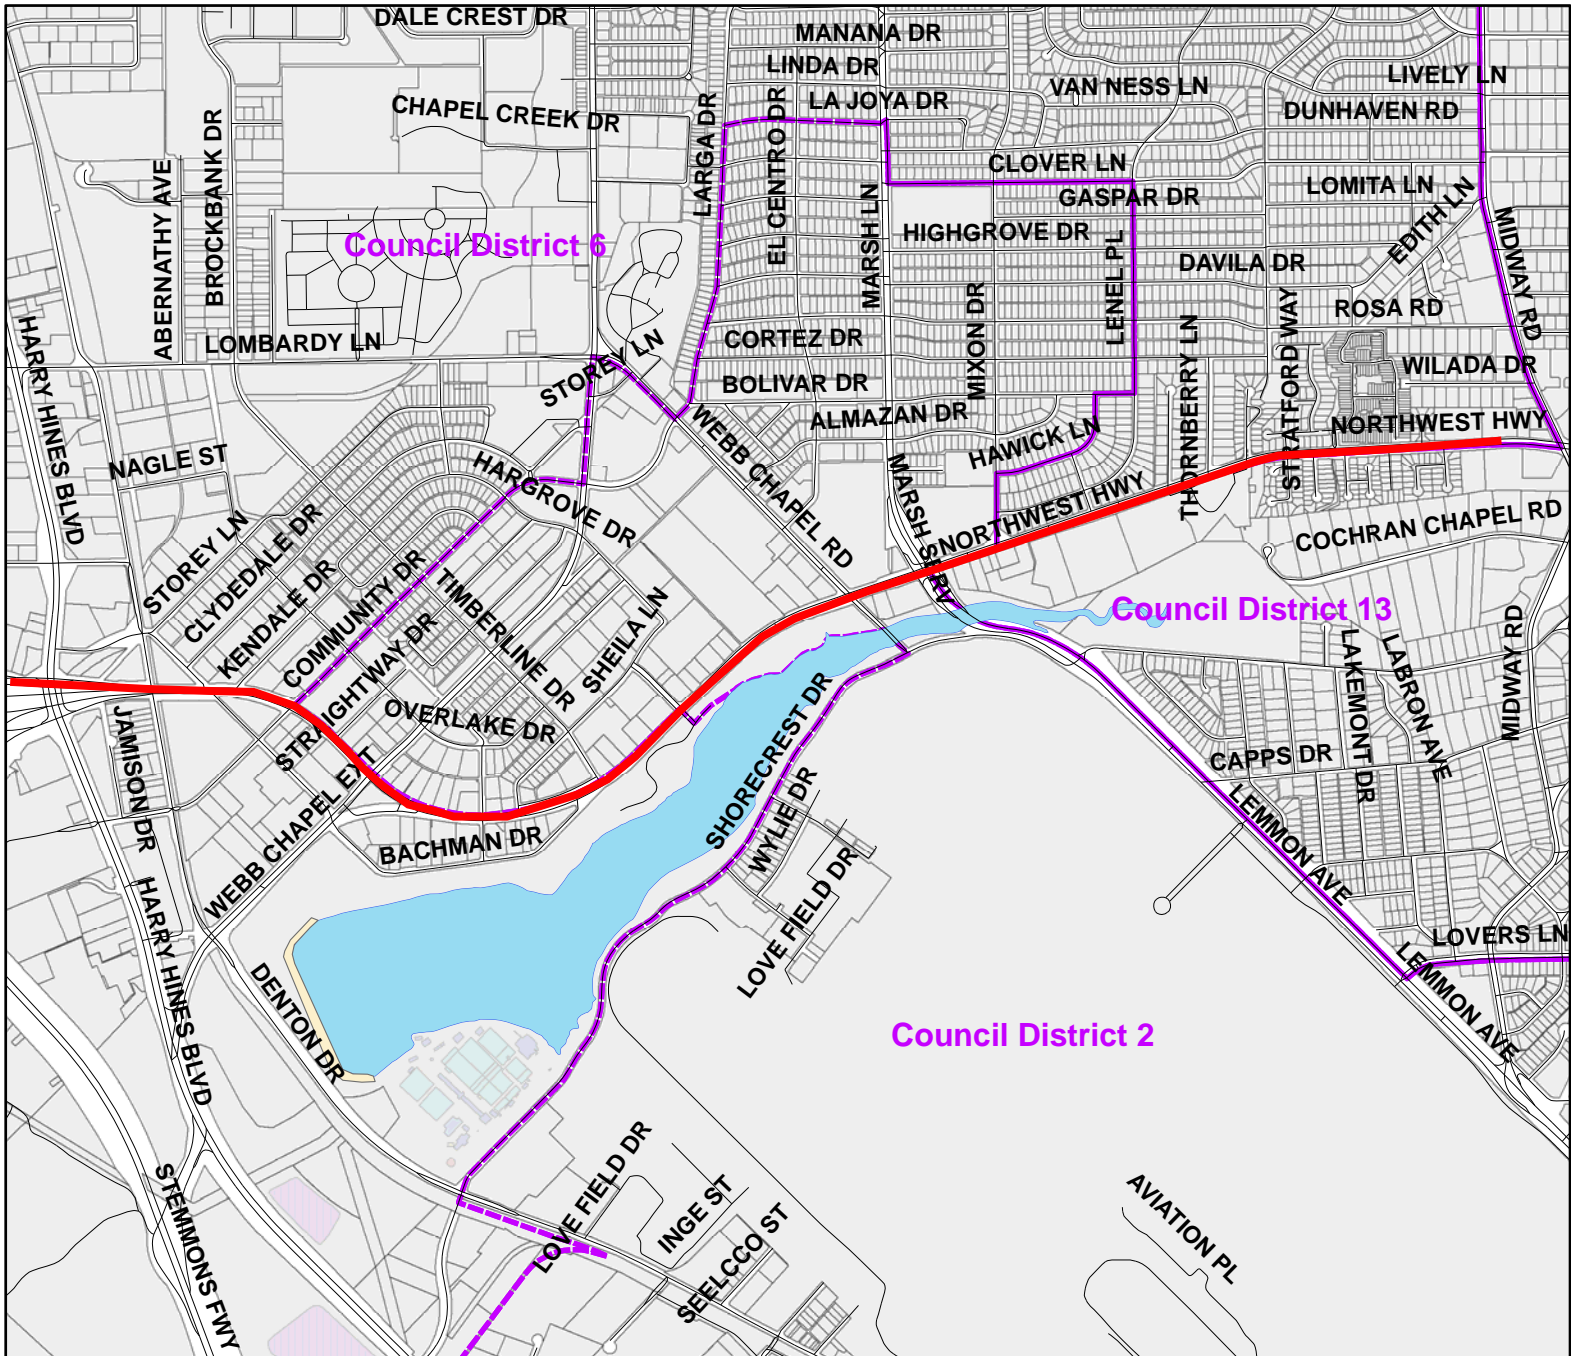 DALE CREST DR
MANANA DR
LINDA DR
LIVELY LN
VAN NESS LN
LA JOYA DR
DUNHAVEN RD
CHAPEL CREEK DR
LARGA DR
EL CENTRO DR
BROCKBANK DR
ABERNATHY AVE
CLOVER LN
GASPAR DR
LOMITA LN
EDITH LN
MIDWAY RD
MARSH LN
HIGHGROVE DR
LENEL PL
DAVILA DR
Council District 6
ROSA RD
STRATFORD WAY
MIXON DR
THORNBERRY LN
HARRY HINES BLVD
LOMBARDY LN
STOREY LN
CORTEZ DR
BOLIVAR DR
WILADA DR
ALMAZAN DR
NORTHWEST HWY
HAWICK LN
WEBB CHAPEL RD
NAGLE ST
HARGROVE DR
MARSH SERV
NORTHWEST HWY
COCHRAN CHAPEL RD
STOREY LN
CLYDEDALE DR
KENDALE DR
COMMUNITY DR
TIMBERLINE DR
SHEILA LN
STRAIGHTWAY DR
Council District 13
LAKEMONT DR
LABRON AVE
MIDWAY RD
OVERLAKE DR
JAMISON DR
WEBB CHAPEL EXT
BACHMAN DR
SHORECREST DR
WYLIE DR
LOVE FIELD DR
CAPPS DR
LEMMON AVE
LOVERS LN
LEMMON AVE
HARRY HINES BLVD
DENTON DR
Council District 2
STEMMONS FWY
LOVE FIELD DR
INGE ST
SEELCCO ST
AVIATION PL